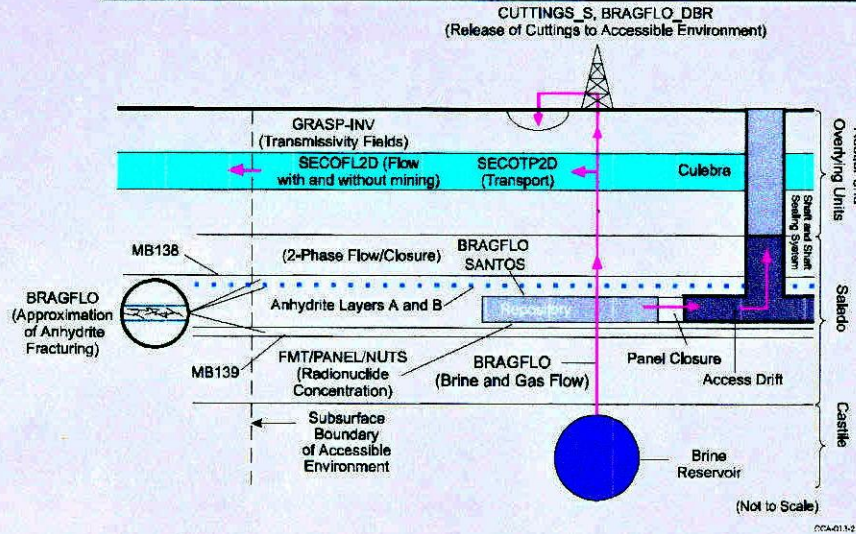 CUTTINGS_S, BRAGFLO_DBR
(Release of Cuttings to Accessible Environment)
GRASP-INV
(Transmissivity Fields)
SECOFL2D (Flow
with and without mining)
SECOTP2D
(Transport)
Culebra
Overlying Units
Shaft and Shaft
Sealing System
MB138
(2-Phase Flow/Closure)
BRAGFLO
SANTOS
BRAGFLO
(Approximation
of Anhydrite
Fracturing)
Anhydrite Layers A and B
Repository
Salado
MB139
FMT/PANEL/NUTS
(Radionuclide
Concentration)
BRAGFLO
(Brine and Gas Flow)
Panel Closure
Access Drift
Castile
Subsurface
Boundary
of Accessible
Environment
Brine
Reservoir
(Not to Scale)
CCA-013-2